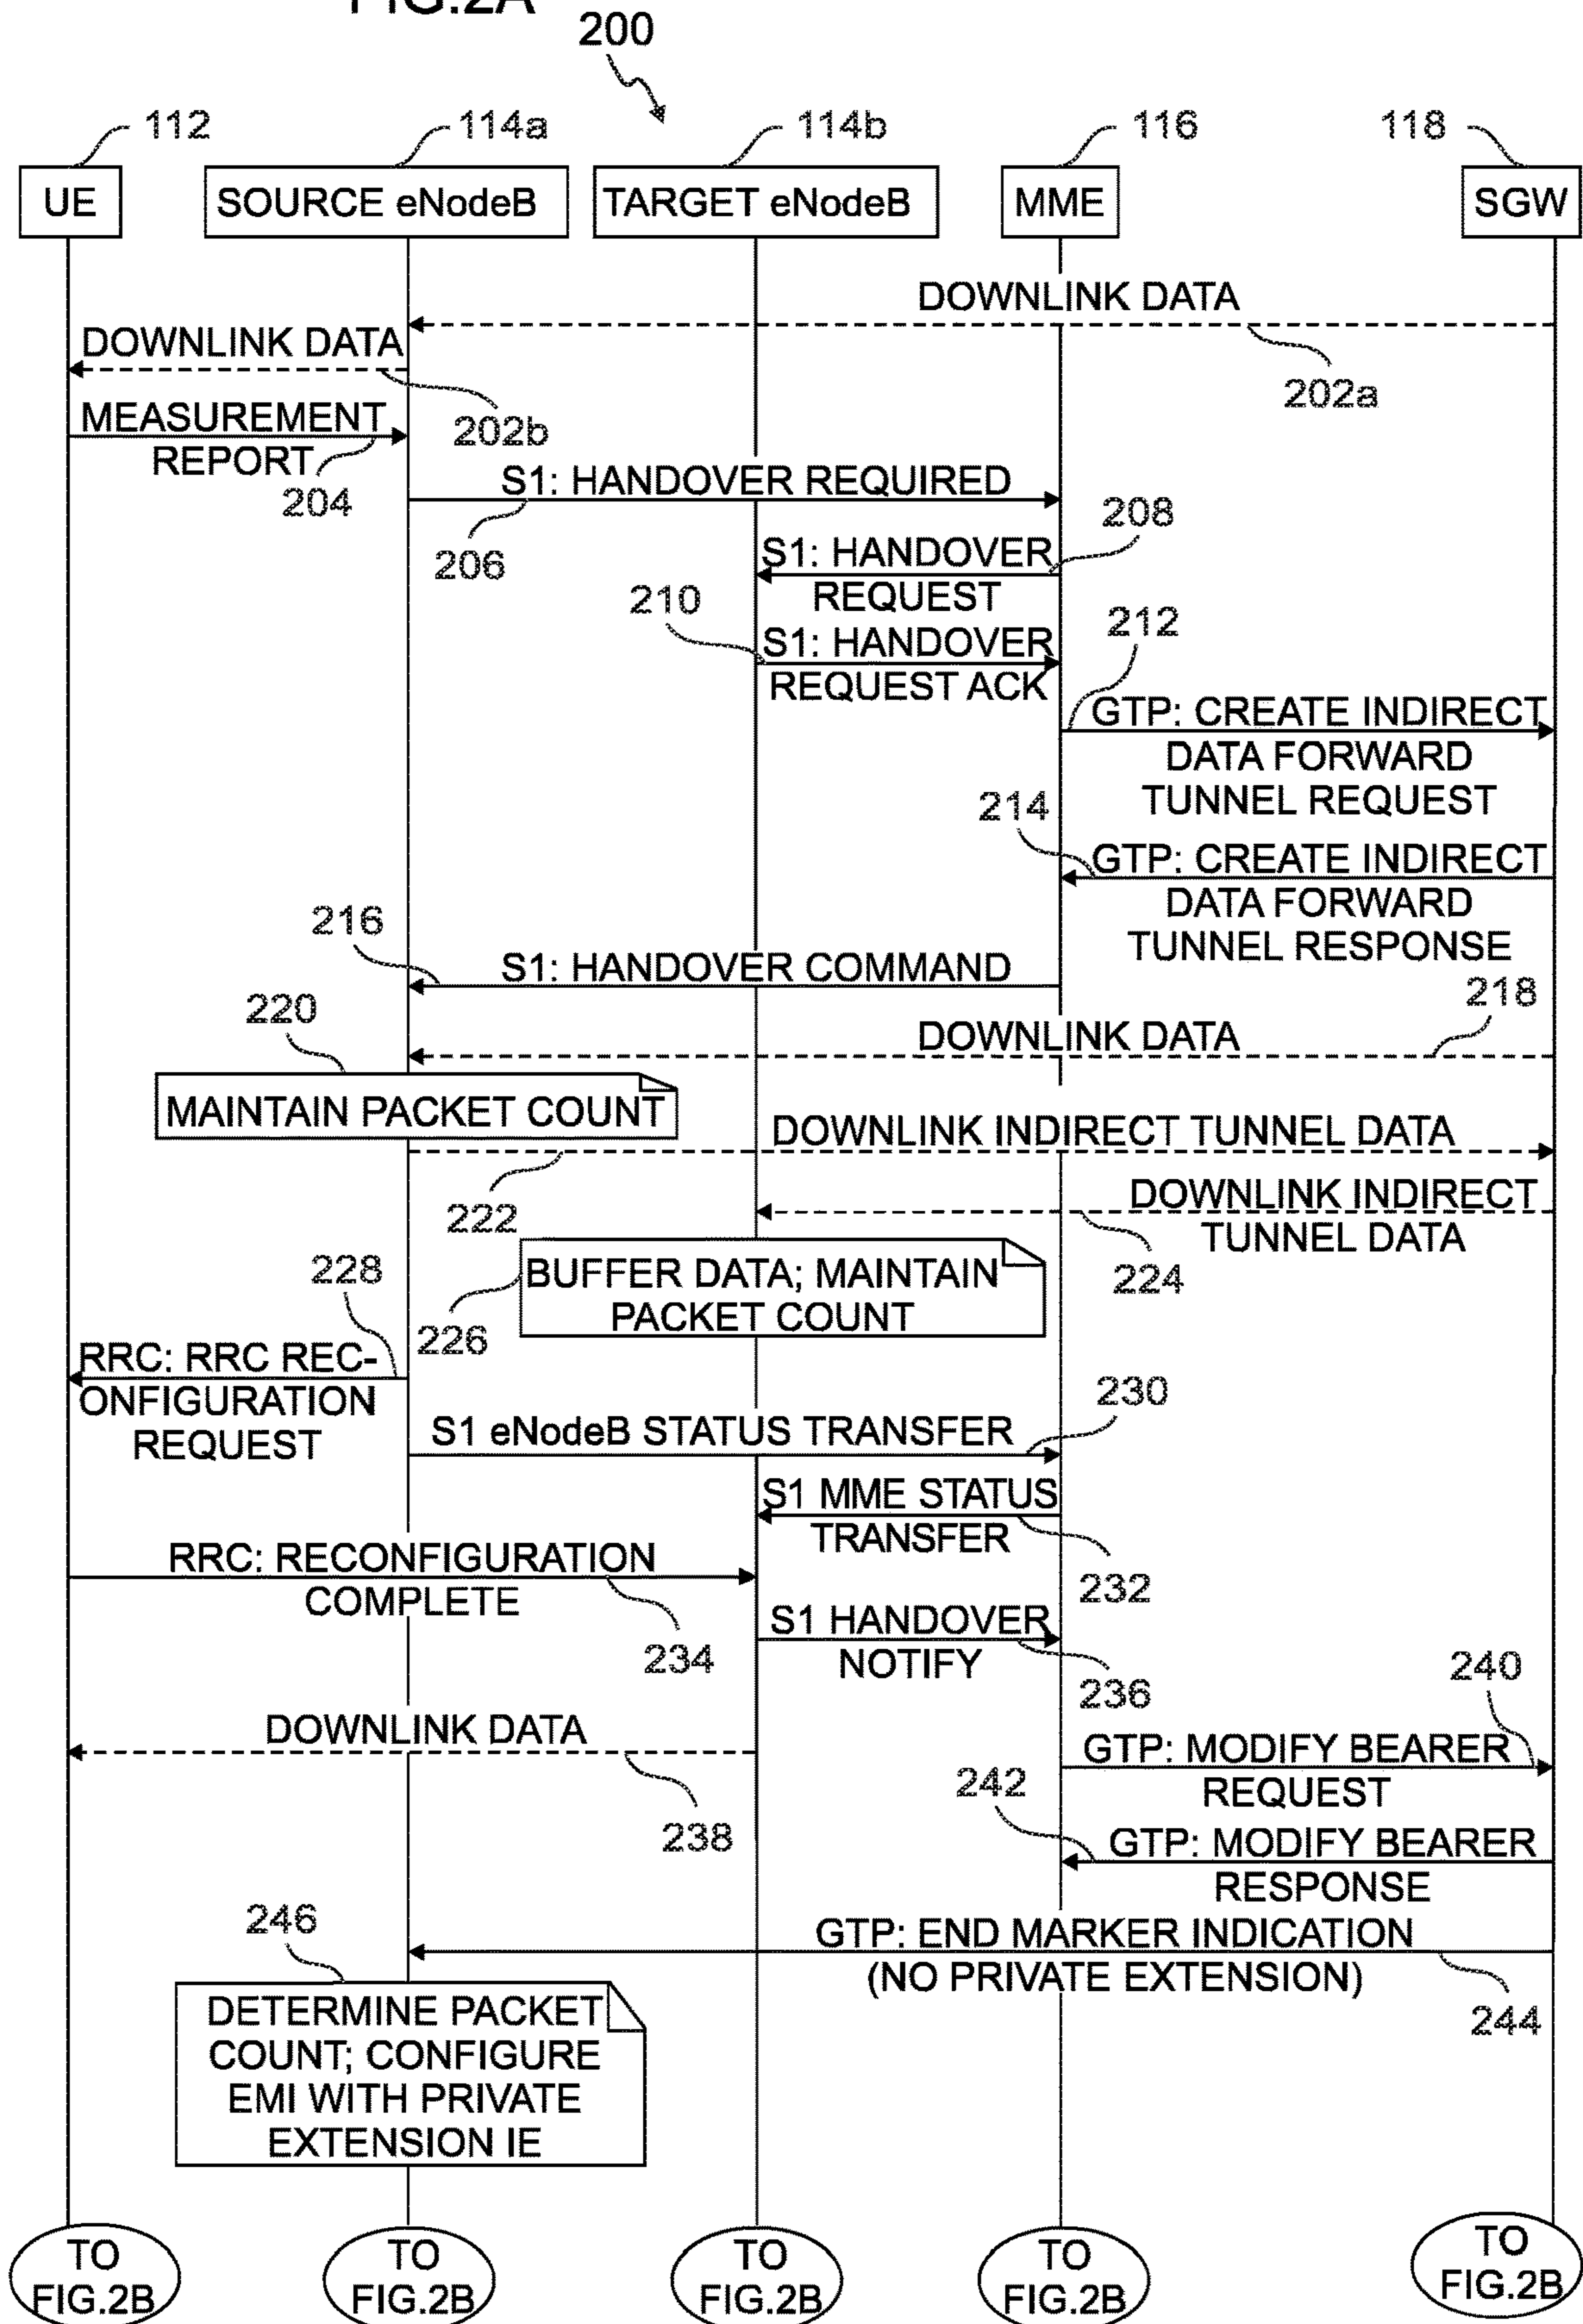 FIG.2A
200
112
114a
114b
116
118
UE
SOURCE eNodeB
TARGET eNodeB
MME
SGW
DOWNLINK DATA
202a
DOWNLINK DATA
202b
MEASUREMENT
REPORT
204
S1: HANDOVER REQUIRED
206
208
S1: HANDOVER
REQUEST
210
S1: HANDOVER
REQUEST ACK
212
GTP: CREATE INDIRECT
DATA FORWARD
TUNNEL REQUEST
214
GTP: CREATE INDIRECT
DATA FORWARD
TUNNEL RESPONSE
216
S1: HANDOVER COMMAND
218
DOWNLINK DATA
220
MAINTAIN PACKET COUNT
DOWNLINK INDIRECT TUNNEL DATA
222
DOWNLINK INDIRECT
TUNNEL DATA
224
BUFFER DATA; MAINTAIN
PACKET COUNT
226
228
RRC: RRC REC-
ONFIGURATION
REQUEST
230
S1 eNodeB STATUS TRANSFER
S1 MME STATUS
TRANSFER
232
RRC: RECONFIGURATION
COMPLETE
234
S1 HANDOVER
NOTIFY
236
DOWNLINK DATA
238
240
GTP: MODIFY BEARER
REQUEST
242
GTP: MODIFY BEARER
RESPONSE
GTP: END MARKER INDICATION
(NO PRIVATE EXTENSION)
244
246
DETERMINE PACKET
COUNT; CONFIGURE
EMI WITH PRIVATE
EXTENSION IE
TO
FIG.2B
TO
FIG.2B
TO
FIG.2B
TO
FIG.2B
TO
FIG.2B